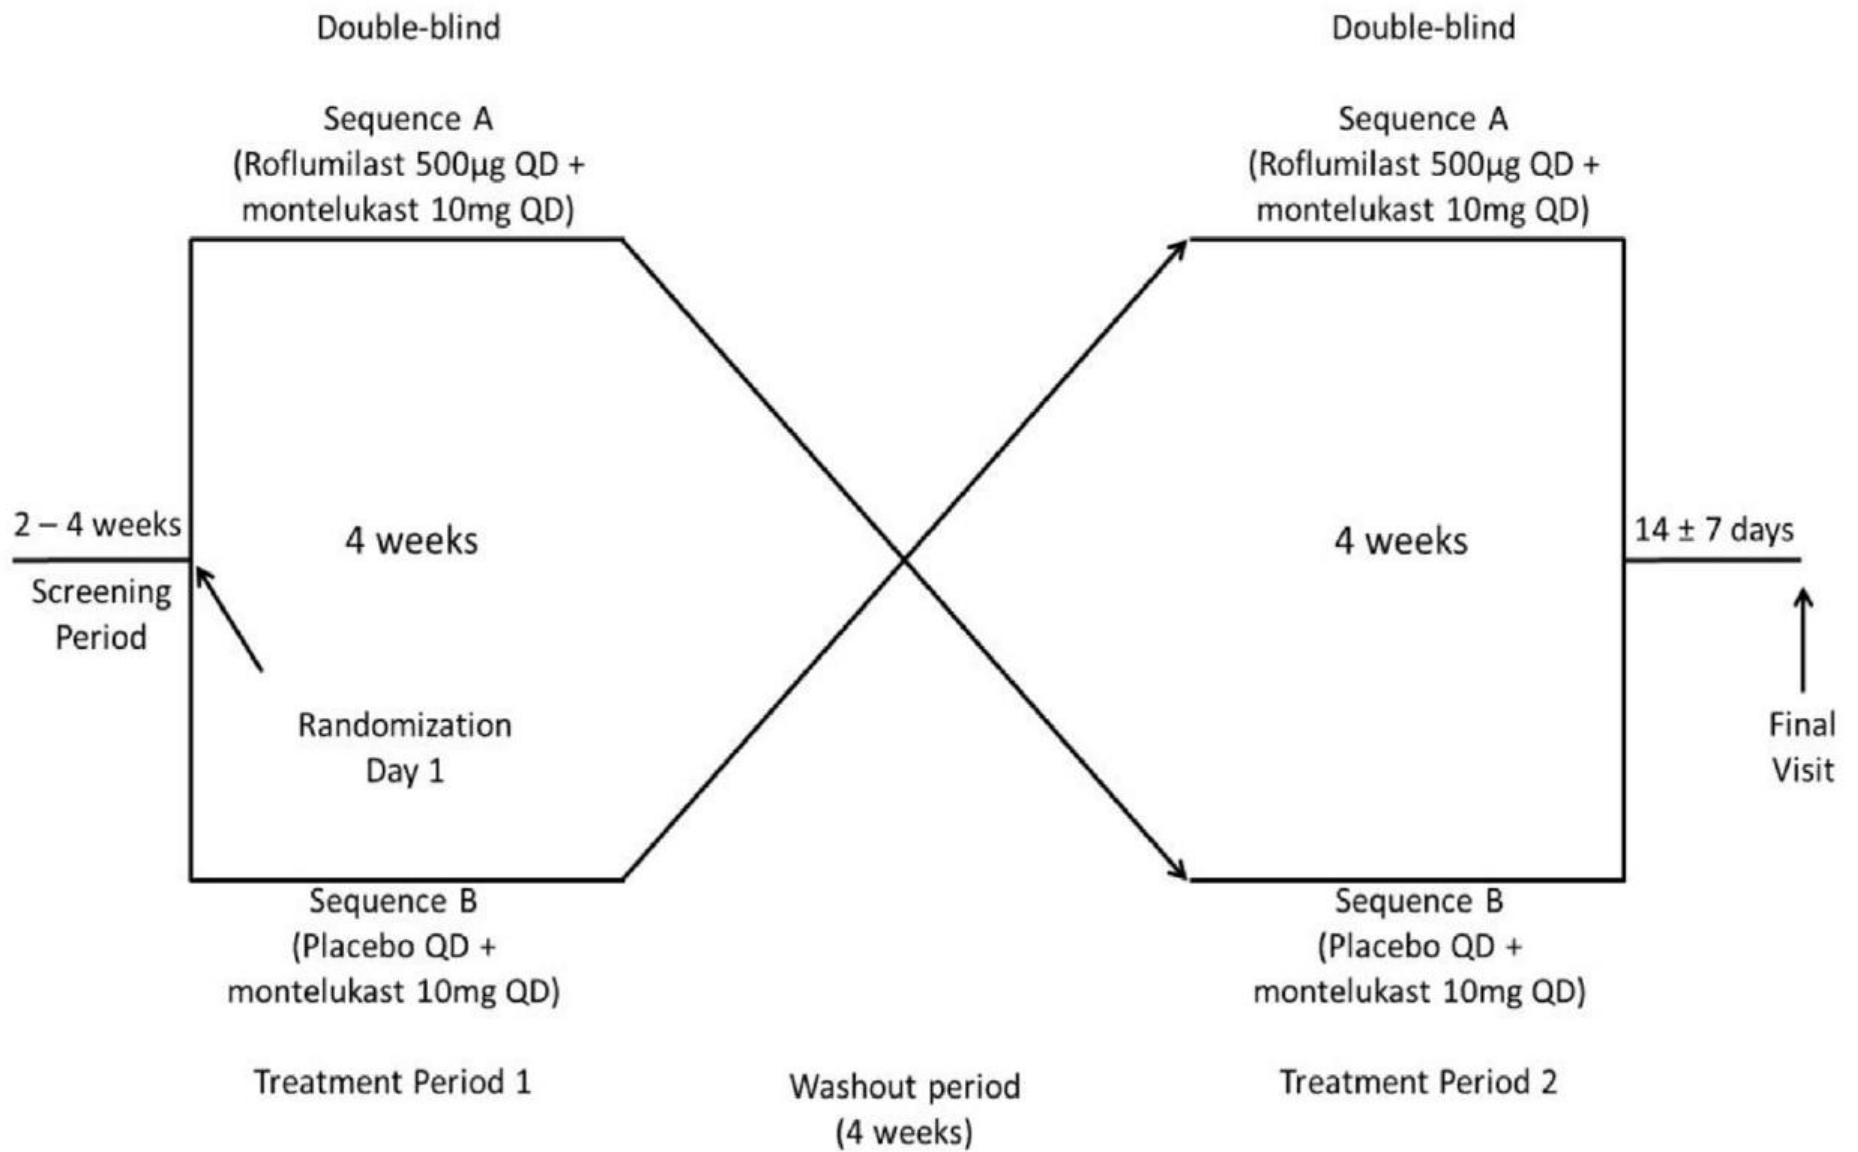 Double-blind
Sequence A
(Roflumilast 500µg QD +
montelukast 10mg QD)
Double-blind
Sequence A
(Roflumilast 500µg QD +
montelukast 10mg QD)
2 – 4 weeks
Screening
Period
4 weeks
Randomization
Day 1
4 weeks
14 ± 7 days
Final
Visit
Sequence B
(Placebo QD +
montelukast 10mg QD)
Sequence B
(Placebo QD +
montelukast 10mg QD)
Treatment Period 1
Washout period
(4 weeks)
Treatment Period 2